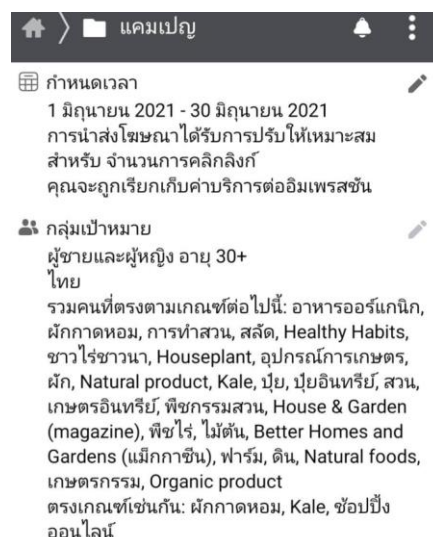 แคมเปญ
กำหนดเวลา
1 มิถุนายน 2021 - 30 มิถุนายน 2021
การนำส่งโฆษณาได้รับการปรับให้เหมาะสม
สำหรับ จำนวนการคลิกลิงก์
คุณจะถูกเรียกเก็บค่าบริการต่ออิมเพรสชัน
กลุ่มเป้าหมาย
ผู้ชายและผู้หญิง อายุ 30+
ไทย
รวมคนที่ตรงตามเกณฑ์ต่อไปนี้: อาหารออร์แกนิก,
ผักกาดหอม, การทำสวน, สลัด, Healthy Habits,
ชาวไร่ชาวนา, Houseplant, อุปกรณ์การเกษตร,
ผัก, Natural product, Kale, ปุ๋ย, ปุ๋ยอินทรีย์, สวน,
เกษตรอินทรีย์, พืชกรรมสวน, House & Garden
(magazine), พืชไร่, ไม้ต้น, Better Homes and
Gardens (แม็กกาซีน), ฟาร์ม, ดิน, Natural foods,
เกษตรกรรม, Organic product
ตรงเกณฑ์เช่นกัน: ผักกาดหอม, Kale, ช้อปปิ้ง
ออนไลน์